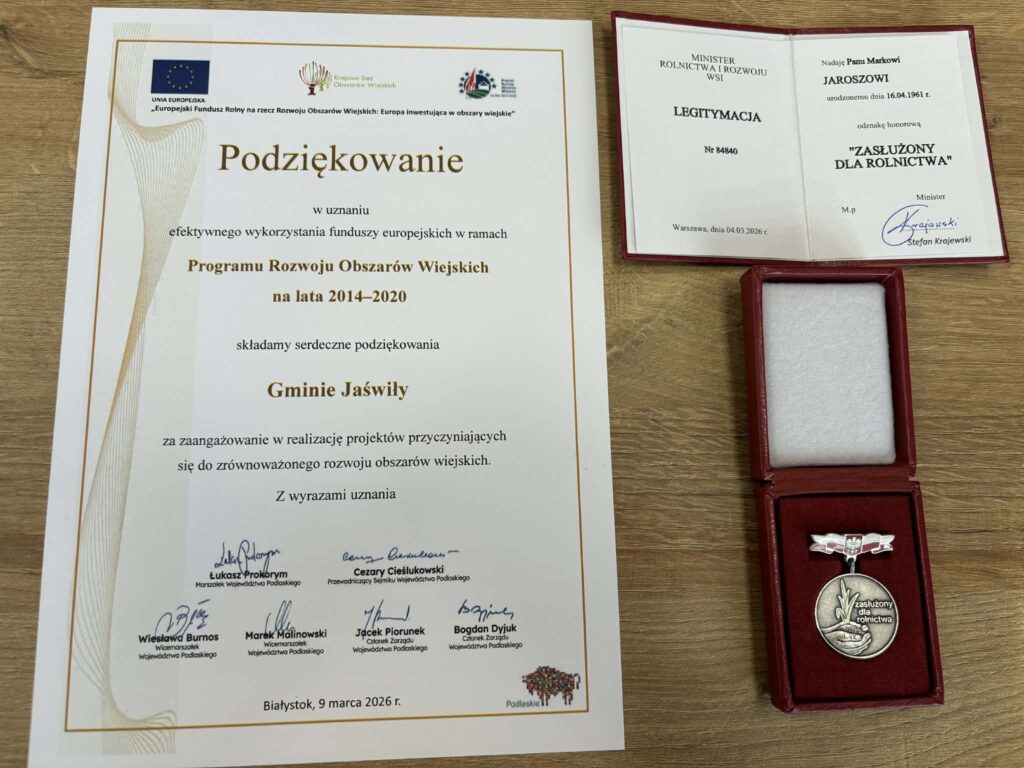 UNIA EUROPEJSKA
Krajowa Sieć
Obszarów Wiejskich
„Europejski Fundusz Rolny na rzecz Rozwoju Obszarów Wiejskich: Europa inwestująca w obszary wiejskie”
Podziękowanie
w uznaniu
efektywnego wykorzystania funduszy europejskich w ramach
Programu Rozwoju Obszarów Wiejskich
na lata 2014–2020
składamy serdeczne podziękowania
Gminie Jaświły
za zaangażowanie w realizację projektów przyczyniających
się do zrównoważonego rozwoju obszarów wiejskich.
Z wyrazami uznania
Łukasz Prokorym
Marszałek Województwa Podlaskiego
Cezary Cieślukowski
Przewodniczący Sejmiku Województwa Podlaskiego
Wiesława Burnos
Wicemarszałek
Województwa Podlaskiego
Marek Malinowski
Wicemarszałek
Województwa Podlaskiego
Jacek Piorunek
Członek Zarządu
Województwa Podlaskiego
Bogdan Dyjuk
Członek Zarządu
Województwa Podlaskiego
Białystok, 9 marca 2026 r.
Podlaskie
MINISTER
ROLNICTWA I ROZWOJU
WSI
LEGITYMACJA
Nr 84840
Warszawa, dnia 04.03.2026 r.
Nadaję Panu Markowi
JAROSZOWI
urodzonemu dnia 16.04.1961 r.
odznakę honorową
"ZASŁUŻONY
DLA ROLNICTWA"
Minister
M.p
Krajewski
Stefan Krajewski
zasłużony
dla
rolnictwa